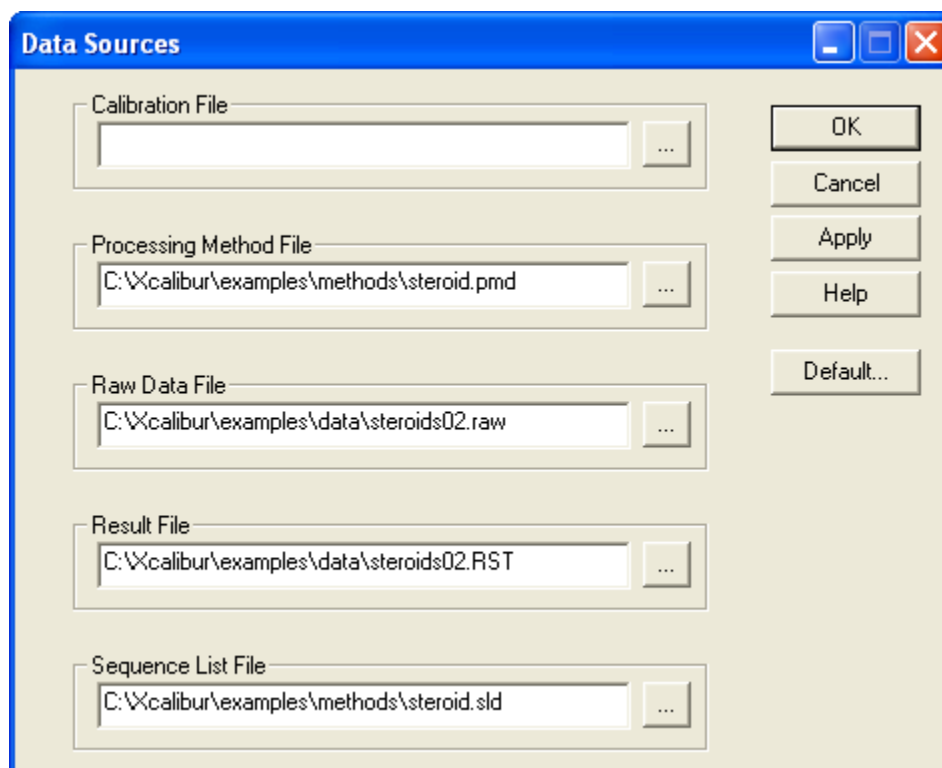 Data Sources
Calibration File
...
OK
Cancel
Processing Method File
C:\Xcalibur\examples\methods\steroid.pmd
...
Apply
Help
Raw Data File
C:\Xcalibur\examples\data\steroids02.raw
...
Default...
Result File
C:\Xcalibur\examples\data\steroids02.RST
...
Sequence List File
C:\Xcalibur\examples\methods\steroid.sld
...